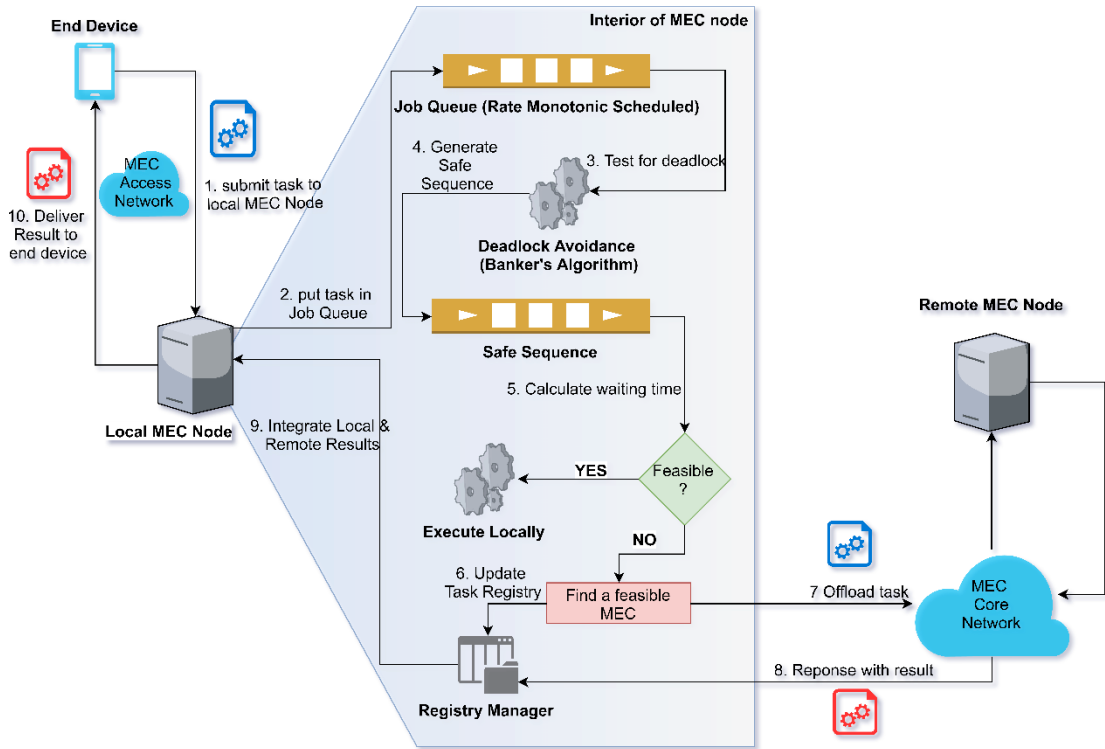 End Device
Interior of MEC node
Job Queue (Rate Monotonic Scheduled)
MEC
Access
Network
1. submit task to
local MEC Node
10. Deliver
Result to
end device
4. Generate
Safe
Sequence
3. Test for deadlock
Deadlock Avoidance
(Banker's Algorithm)
2. put task in
Job Queue
Safe Sequence
Remote MEC Node
5. Calculate waiting time
Local MEC Node
9. Integrate Local &
Remote Results
Feasible
?
YES
Execute Locally
NO
6. Update
Task Registry
Find a feasible
MEC
7 Offload task
MEC
Core
Network
8. Reponse with result
Registry Manager